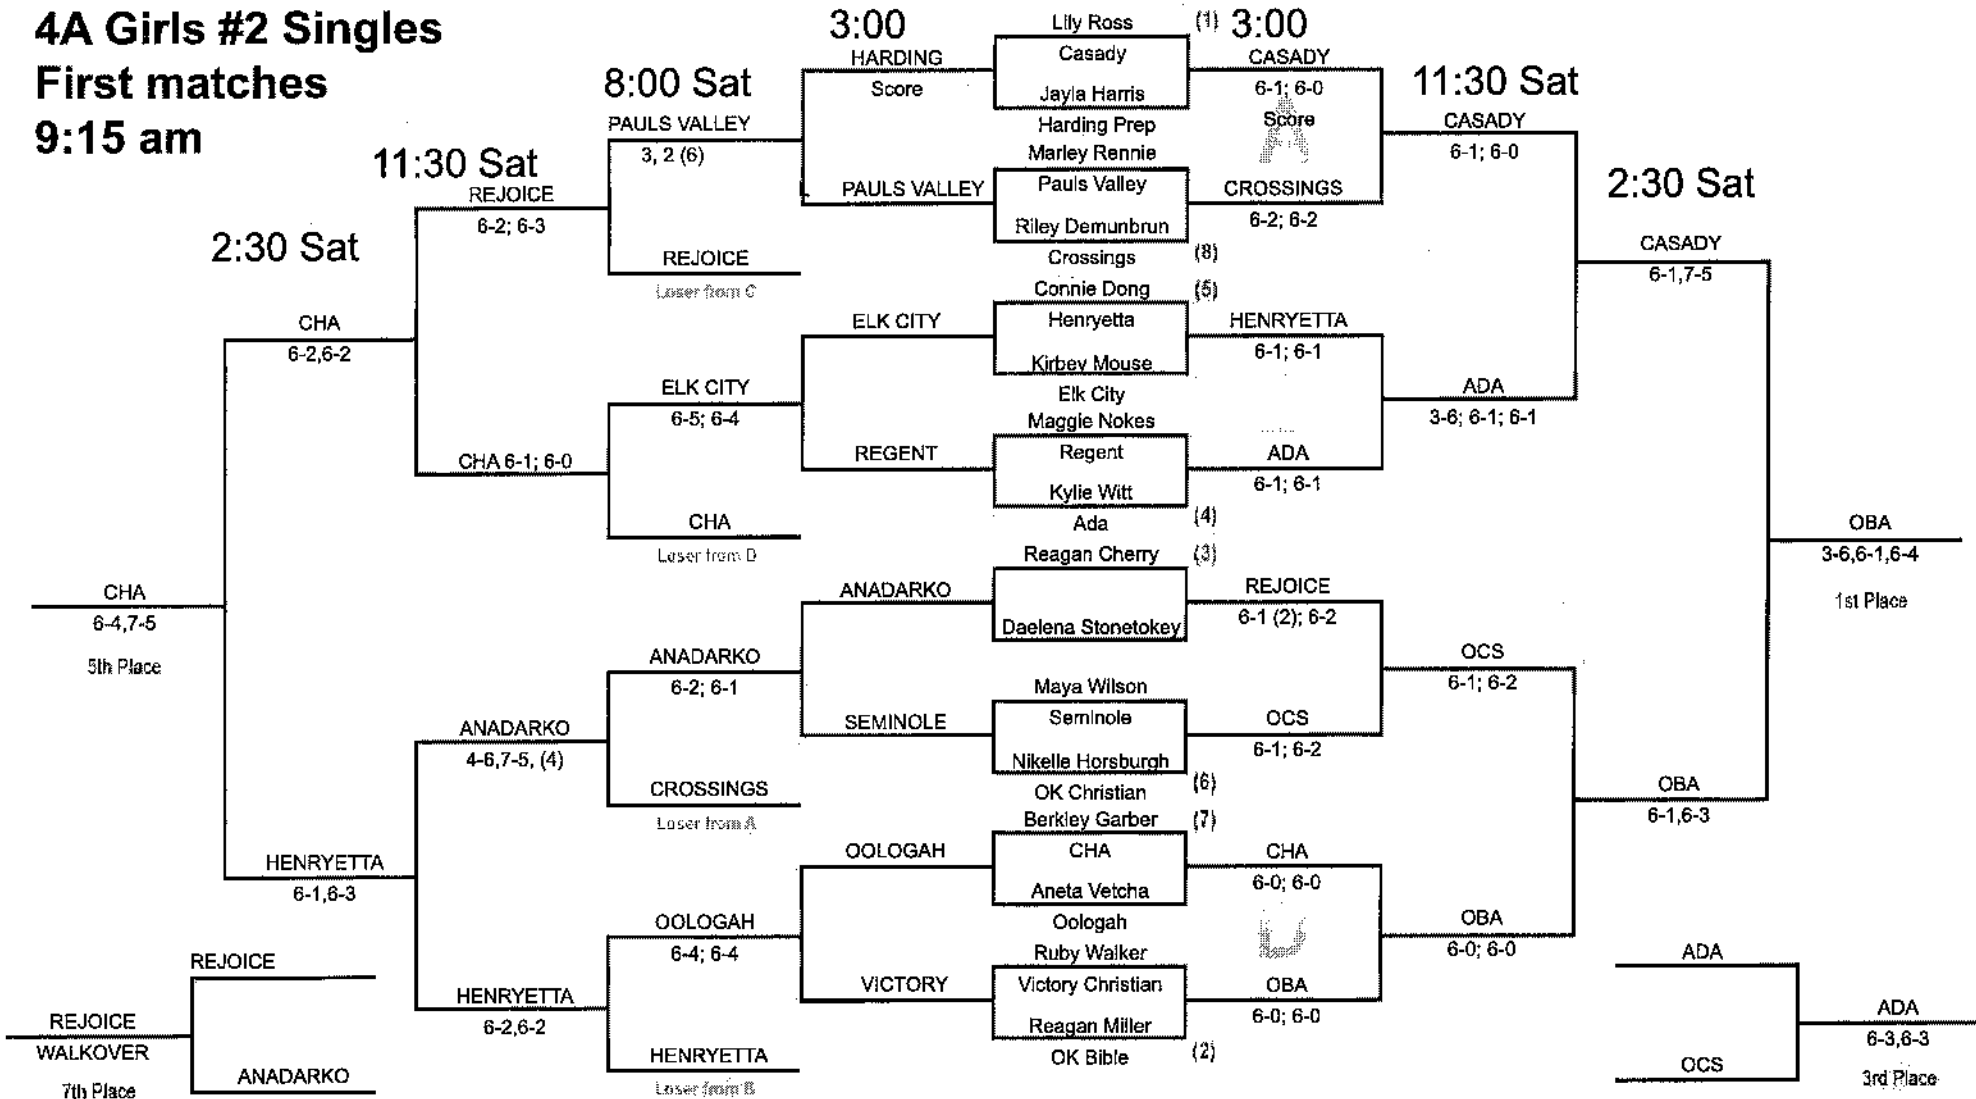 4A Girls #2 Singles
First matches
9:15 am
2:30 Sat
11:30 Sat
8:00 Sat
3:00
3:00
11:30 Sat
2:30 Sat
CHA
6-4,7-5
5th Place
REJOICE
WALKOVER
7th Place
REJOICE
ANADARKO
CHA
6-2,6-2
HENRYETTA
6-1,6-3
REJOICE
6-2; 6-3
CHA 6-1; 6-0
ANADARKO
4-6,7-5, (4)
HENRYETTA
6-2,6-2
PAULS VALLEY
3, 2 (6)
REJOICE
Loser from C
ELK CITY
6-5; 6-4
CHA
Loser from D
ANADARKO
6-2; 6-1
CROSSINGS
Loser from A
OOLOGAH
6-4; 6-4
HENRYETTA
Loser from B
HARDING
Score
PAULS VALLEY
ELK CITY
REGENT
ANADARKO
SEMINOLE
OOLOGAH
VICTORY
Lily Ross (1)
Casady
Jayla Harris
Harding Prep
Marley Rennie
Pauls Valley
Riley Demunbrun
Crossings (8)
Connie Dong (5)
Henryetta
Kirbey Mouse
Elk City
Maggie Nokes
Regent
Kylie Witt
Ada (4)
Reagan Cherry (3)
Daelena Stonetokey
Maya Wilson
Seminole
Nikelle Horsburgh
OK Christian (6)
Berkley Garber (7)
CHA
Aneta Vetcha
Oologah
Ruby Walker
Victory Christian
Reagan Miller
OK Bible (2)
CASADY
6-1; 6-0
A
Score
CROSSINGS
6-2; 6-2
HENRYETTA
6-1; 6-1
ADA
6-1; 6-1
REJOICE
6-1 (2); 6-2
OCS
6-1; 6-2
CHA
6-0; 6-0
OBA
6-0; 6-0
CASADY
6-1; 6-0
ADA
3-6; 6-1; 6-1
OCS
6-1; 6-2
OBA
6-0; 6-0
CASADY
6-1,7-5
OBA
6-1,6-3
OBA
3-6,6-1,6-4
1st Place
ADA
OCS
ADA
6-3,6-3
3rd Place